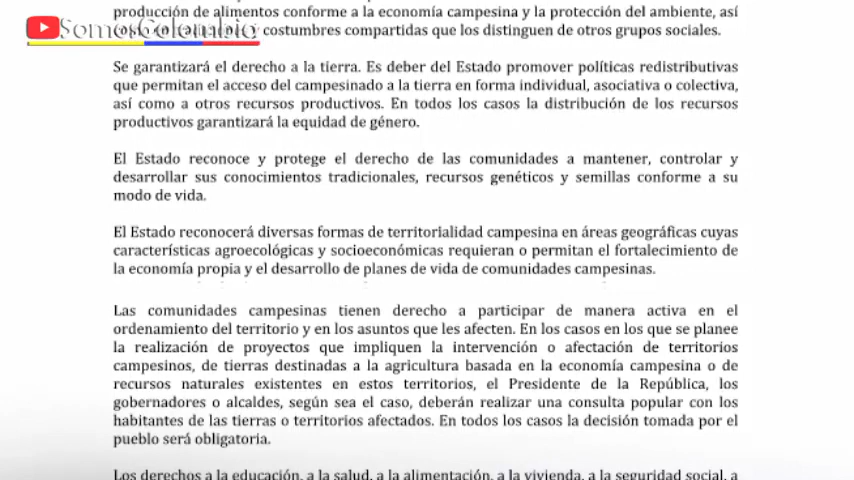 producción de alimentos conforme a la economía campesina y la protección del ambiente, así
SomosColombia
costumbres compartidas que los distinguen de otros grupos sociales.
Se garantizará el derecho a la tierra. Es deber del Estado promover políticas redistributivas
que permitan el acceso del campesinado a la tierra en forma individual, asociativa o colectiva,
así como a otros recursos productivos. En todos los casos la distribución de los recursos
productivos garantizará la equidad de género.
El Estado reconoce y protege el derecho de las comunidades a mantener, controlar y
desarrollar sus conocimientos tradicionales, recursos genéticos y semillas conforme a su
modo de vida.
El Estado reconocerá diversas formas de territorialidad campesina en áreas geográficas cuyas
características agroecológicas y socioeconómicas requieran o permitan el fortalecimiento de
la economía propia y el desarrollo de planes de vida de comunidades campesinas.
Las comunidades campesinas tienen derecho a participar de manera activa en el
ordenamiento del territorio y en los asuntos que les afecten. En los casos en los que se planee
la realización de proyectos que impliquen la intervención o afectación de territorios
campesinos, de tierras destinadas a la agricultura basada en la economía campesina o de
recursos naturales existentes en estos territorios, el Presidente de la República, los
gobernadores o alcaldes, según sea el caso, deberán realizar una consulta popular con los
habitantes de las tierras o territorios afectados. En todos los casos la decisión tomada por el
pueblo será obligatoria.
Los derechos a la educación, a la salud, a la alimentación, a la vivienda, a la seguridad social, a